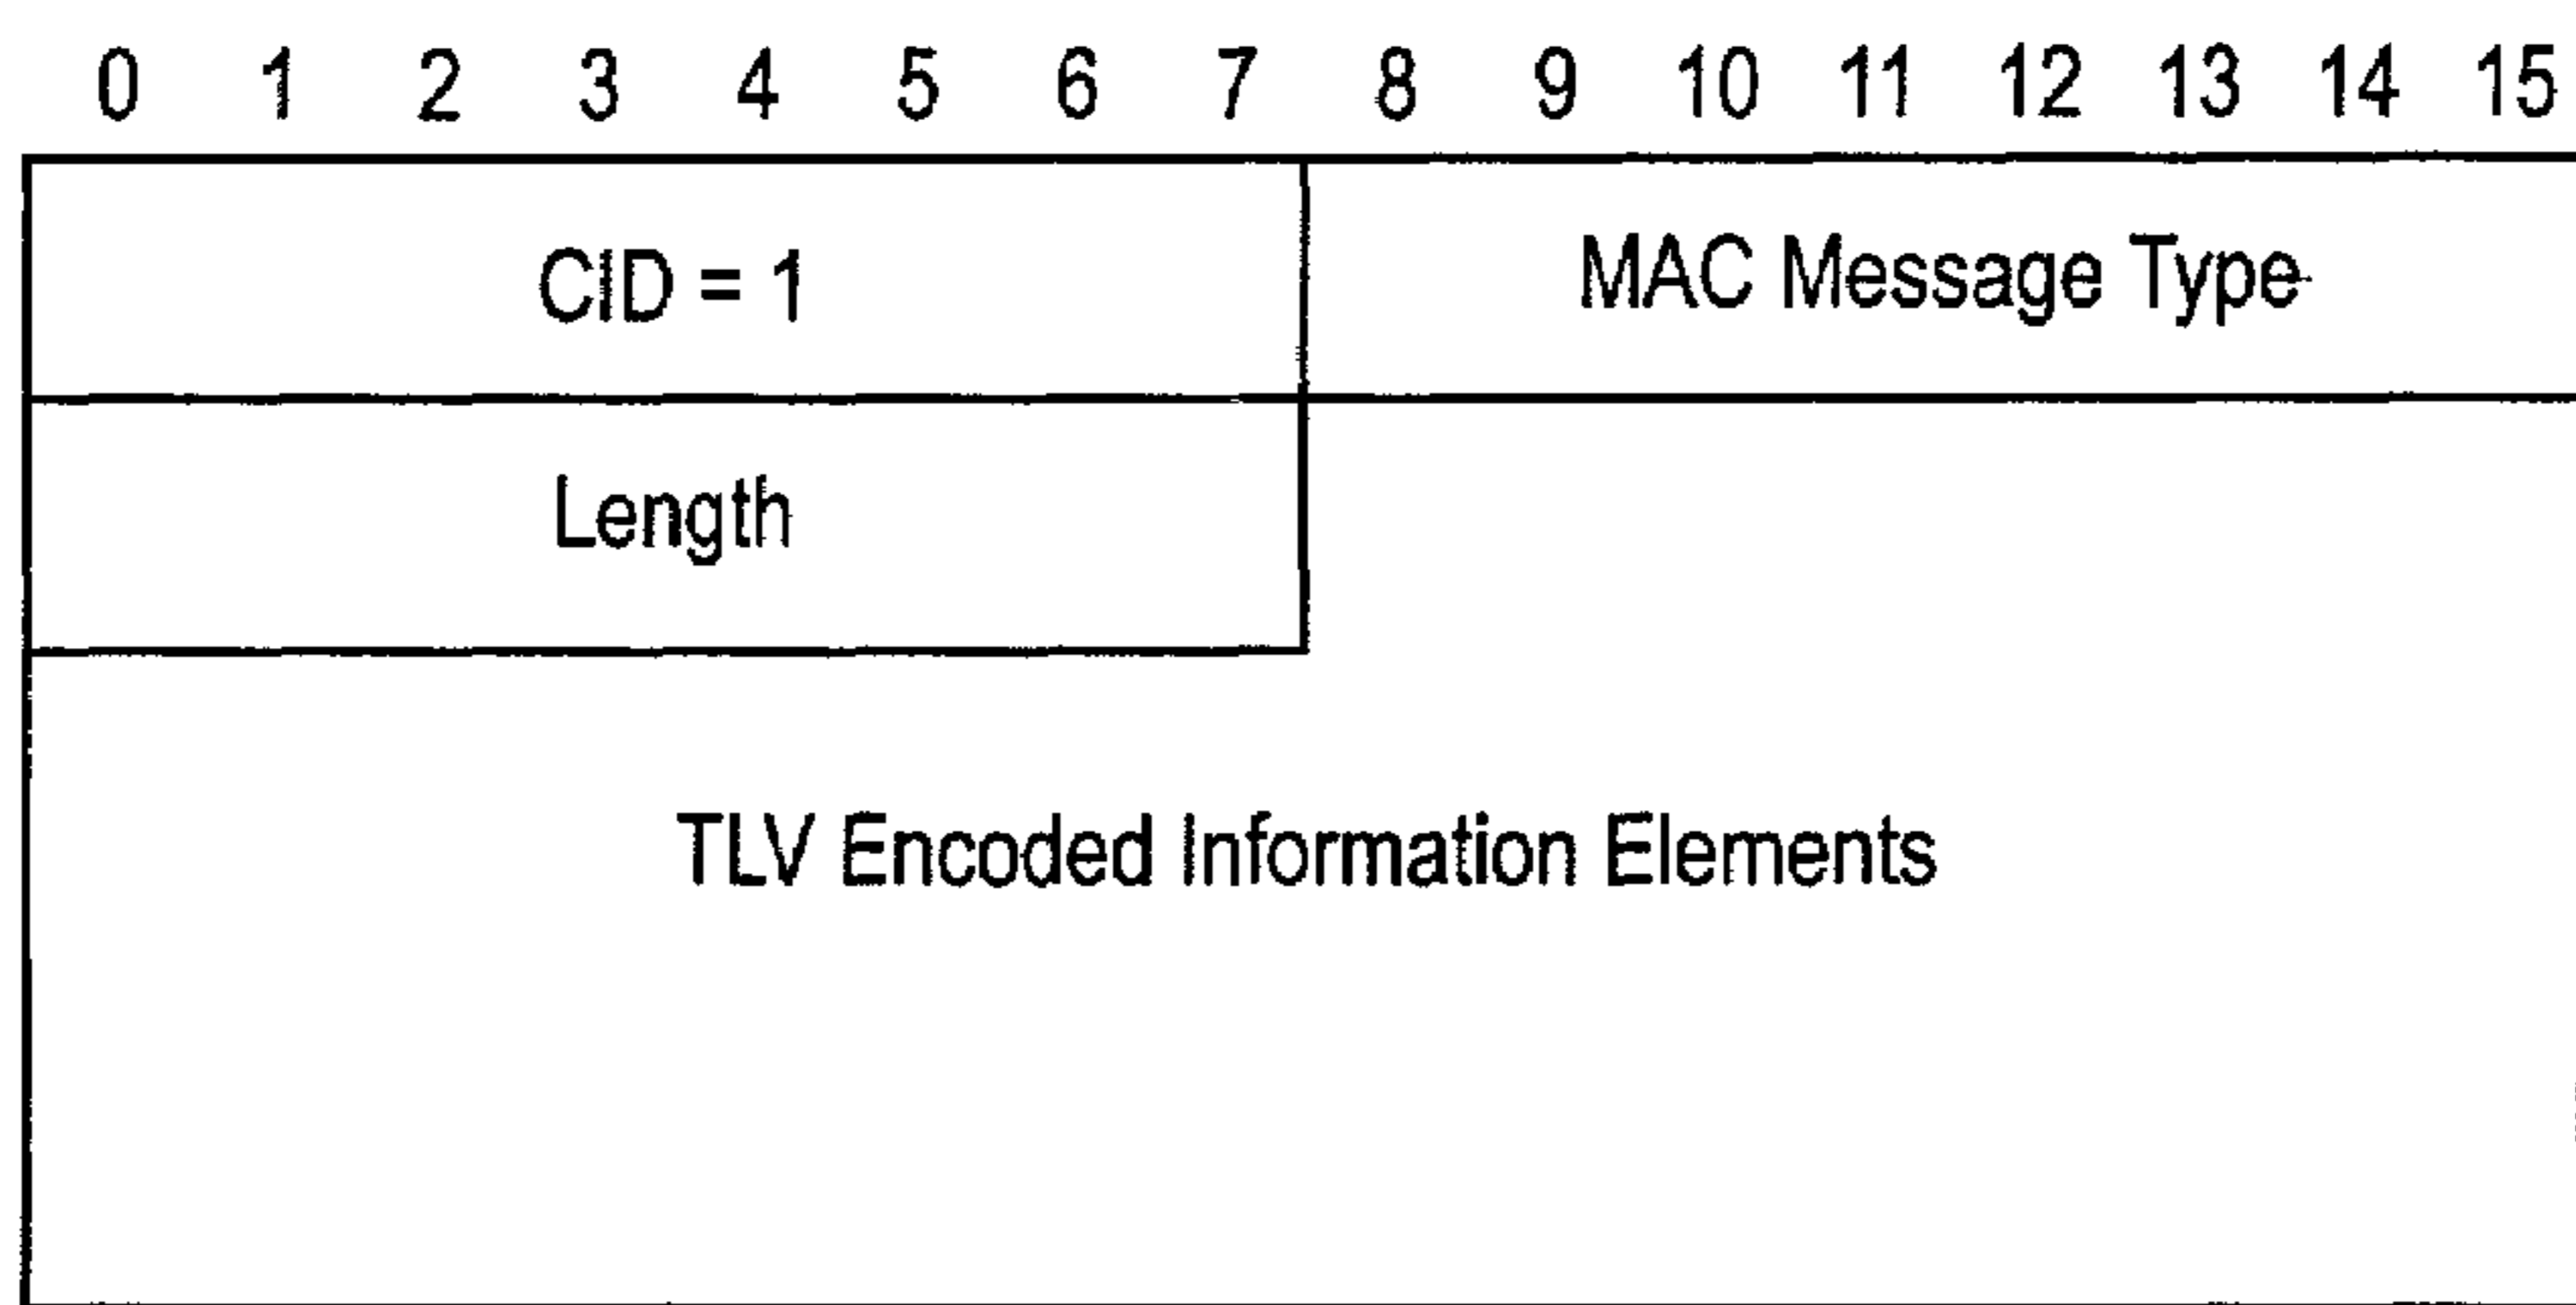 0 1 2 3 4 5 6 7 8 9 10 11 12 13 14 15
CID = 1 MAC Message Type
Length
TLV Encoded Information Elements